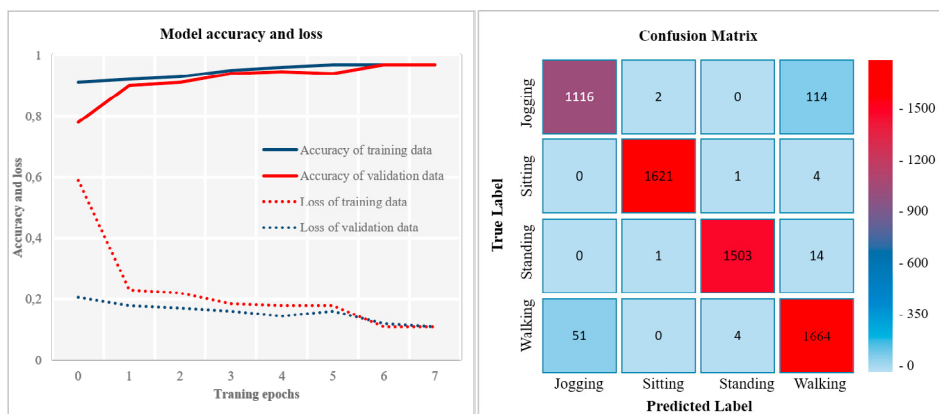 Model accuracy and loss
1
0,8
0,6
0,4
0,2
0
Accuracy and loss
Accuracy of training data
Accuracy of validation data
Loss of training data
Loss of validation data
0 1 2 3 4 5 6 7
Traning epochs
Confusion Matrix
True Label
Jogging 1116 2 0 114
Sitting 0 1621 1 4
Standing 0 1 1503 14
Walking 51 0 4 1664
Jogging Sitting Standing Walking
Predicted Label
- 1500
- 1200
- 900
- 600
- 350
- 0